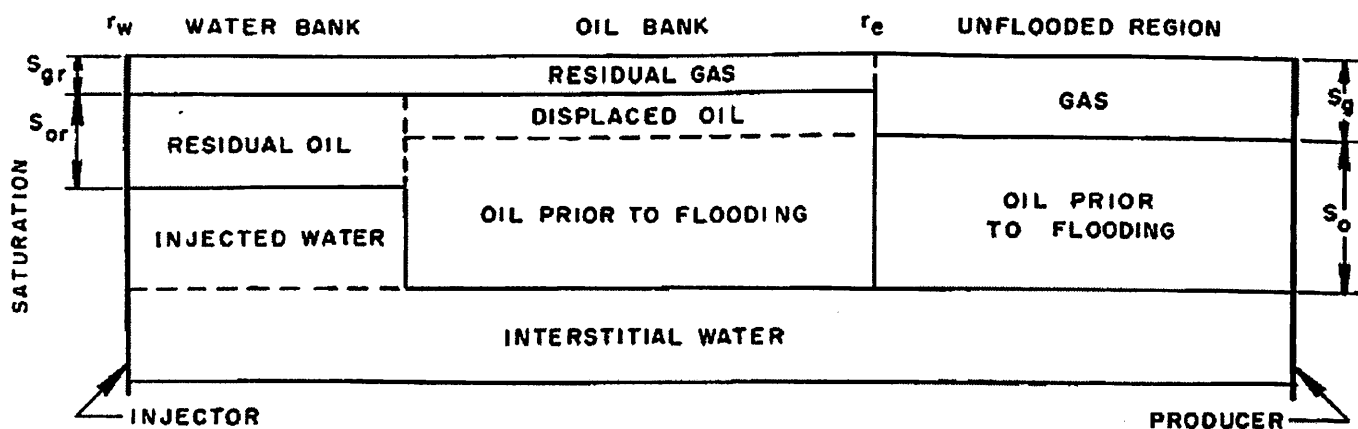 rw WATER BANK OIL BANK re UNFLOODED REGION
Sgr
RESIDUAL GAS
Sor
DISPLACED OIL
GAS
Sg
RESIDUAL OIL
OIL PRIOR TO FLOODING
OIL PRIOR
TO FLOODING
So
INJECTED WATER
SATURATION
INTERSTITIAL WATER
INJECTOR
PRODUCER